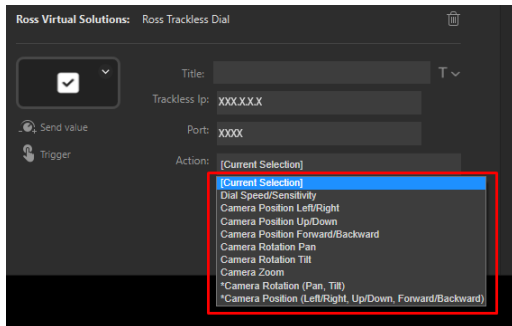 Ross Virtual Solutions: Ross Trackless Dial
Title:
T
Trackless Ip: XXX.X.X.X
Send value
Port: XXXX
Trigger
Action: [Current Selection]
[Current Selection]
Dial Speed/Sensitivity
Camera Position Left/Right
Camera Position Up/Down
Camera Position Forward/Backward
Camera Rotation Pan
Camera Rotation Tilt
Camera Zoom
*Camera Rotation (Pan, Tilt)
*Camera Position (Left/Right, Up/Down, Forward/Backward)